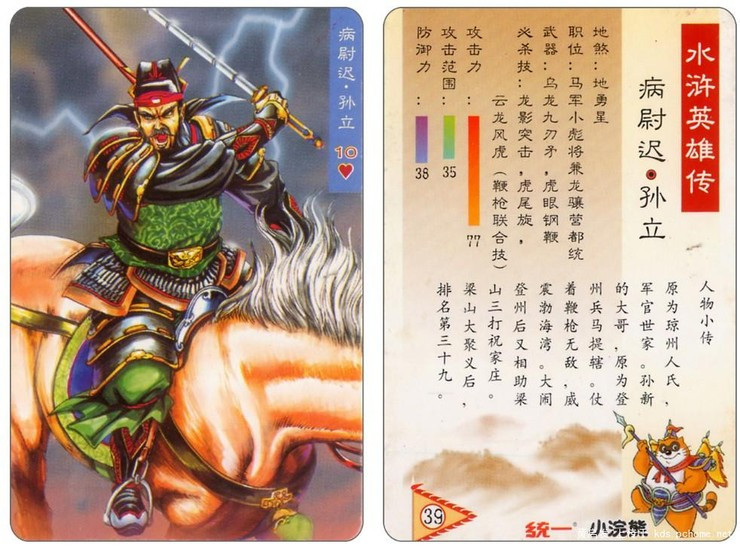 病尉迟·孙立
10
水浒英雄传
病尉迟●孙立
地煞：地勇星
职位：马军小彪将兼龙骧营都统
武器：乌龙九刃矛，虎眼钢鞭
必杀技：龙影突击，虎尾旋，
云龙风虎（鞭枪联合技）
攻击力：77
攻击范围：35
防御力：38
人物小传
原为琼州人氏，
军官世家。孙新
的大哥，原为登
州兵马提辖。仗
着鞭枪无敌，威
震渤海湾。大闹
登州后又相助梁
山三打祝家庄。
梁山大聚义后，
排名第三十九。
39
统一 小浣熊
kds.pchome.net